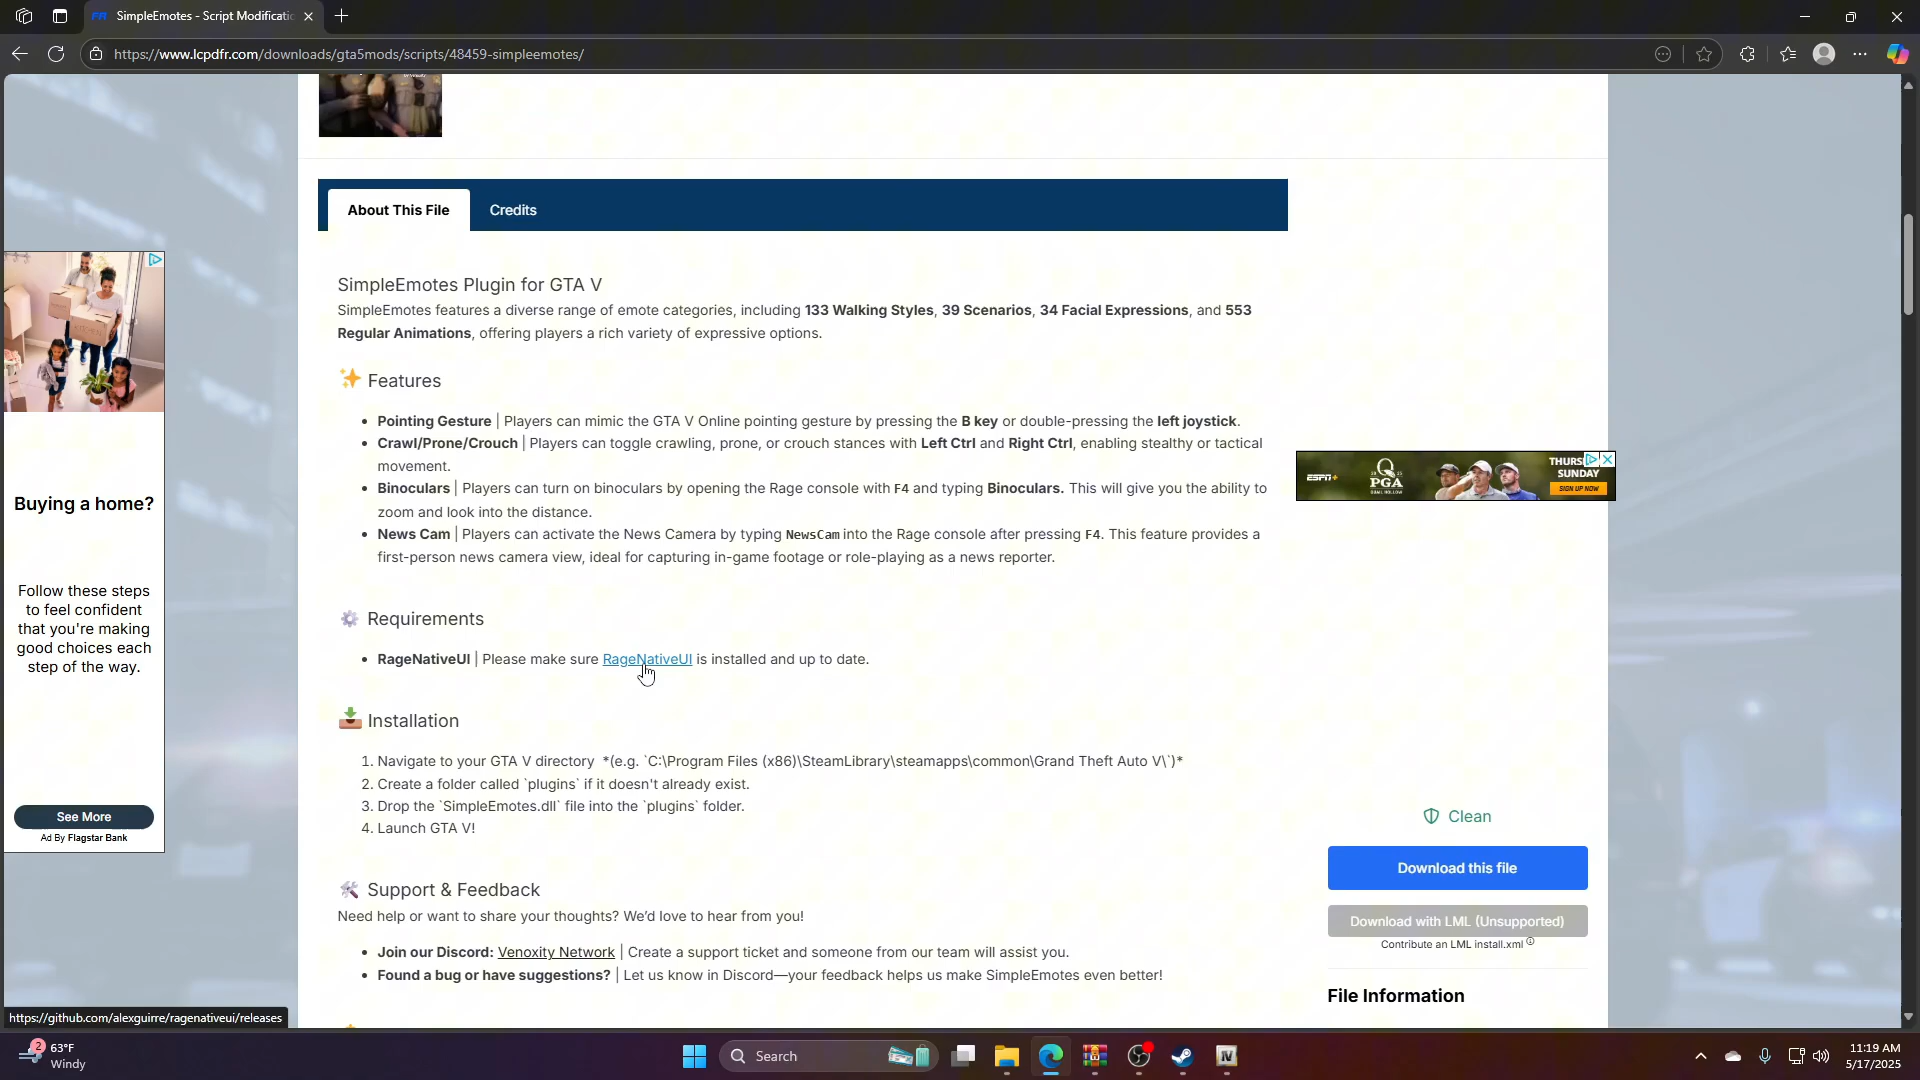 SimpleEmotes - Script Modificatio
https://www.lcpdfr.com/downloads/gta5mods/scripts/48459-simpleemotes/
About This File
Credits
SimpleEmotes Plugin for GTA V
SimpleEmotes features a diverse range of emote categories, including 133 Walking Styles, 39 Scenarios, 34 Facial Expressions, and 553
Regular Animations, offering players a rich variety of expressive options.
✨ Features
• Pointing Gesture | Players can mimic the GTA V Online pointing gesture by pressing the B key or double-pressing the left joystick.
• Crawl/Prone/Crouch | Players can toggle crawling, prone, or crouch stances with Left Ctrl and Right Ctrl, enabling stealthy or tactical
movement.
• Binoculars | Players can turn on binoculars by opening the Rage console with F4 and typing Binoculars. This will give you the ability to
zoom and look into the distance.
• News Cam | Players can activate the News Camera by typing NewsCam into the Rage console after pressing F4. This feature provides a
first-person news camera view, ideal for capturing in-game footage or role-playing as a news reporter.
⚙️ Requirements
• RageNativeUI | Please make sure RageNativeUI is installed and up to date.
📥 Installation
1. Navigate to your GTA V directory *(e.g. `C:\Program Files (x86)\SteamLibrary\steamapps\common\Grand Theft Auto V\`)*
2. Create a folder called `plugins` if it doesn't already exist.
3. Drop the `SimpleEmotes.dll` file into the `plugins` folder.
4. Launch GTA V!
🛠️ Support & Feedback
Need help or want to share your thoughts? We'd love to hear from you!
• Join our Discord: Venoxity Network | Create a support ticket and someone from our team will assist you.
• Found a bug or have suggestions? | Let us know in Discord—your feedback helps us make SimpleEmotes even better!
Buying a home?
Follow these steps
to feel confident
that you're making
good choices each
step of the way.
See More
Ad By Flagstar Bank
ESPN+
PGA
THURS
SUNDAY
SIGN UP NOW
Clean
Download this file
Download with LML (Unsupported)
Contribute an LML install.xml
File Information
https://github.com/alexguirre/ragenativeui/releases
2
63°F
Windy
Search
IV
11:19 AM
5/17/2025